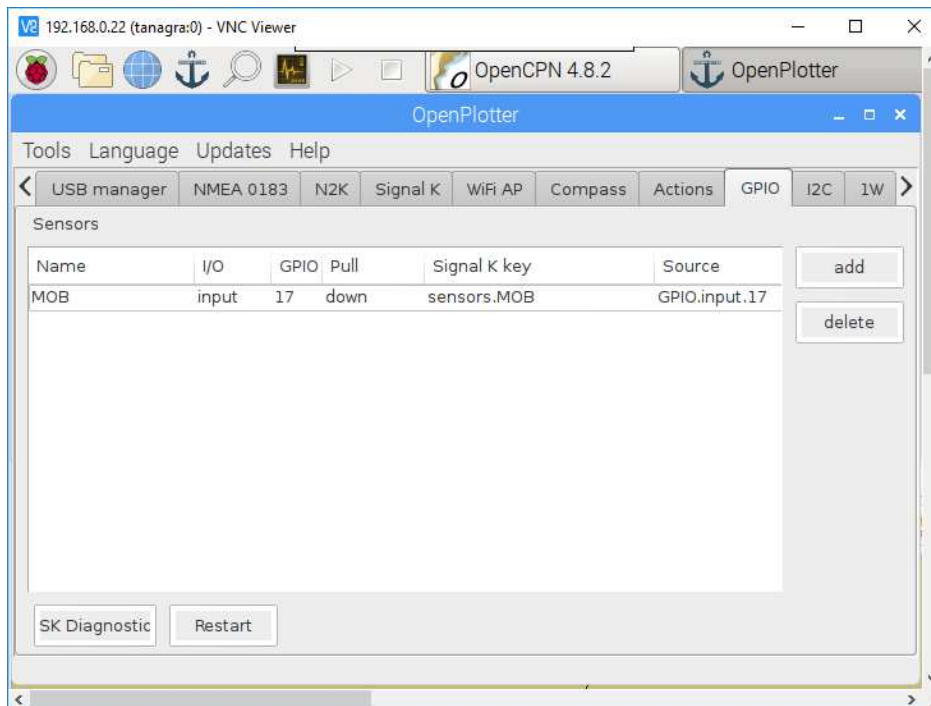 192.168.0.22 (tanagra:0) - VNC Viewer
OpenCPN 4.8.2 OpenPlotter
OpenPlotter
Tools Language Updates Help
USB manager NMEA 0183 N2K Signal K WiFi AP Compass Actions GPIO I2C 1W
Sensors
Name I/O GPIO Pull Signal K key Source
MOB input 17 down sensors.MOB GPIO.input.17
add
delete
SK Diagnostic Restart